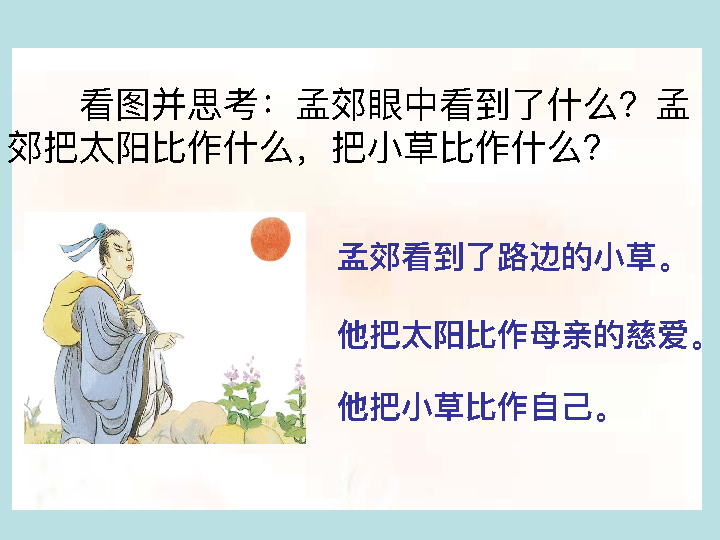 看图并思考：孟郊眼中看到了什么？孟
郊把太阳比作什么，把小草比作什么？
孟郊看到了路边的小草。
他把太阳比作母亲的慈爱。
他把小草比作自己。